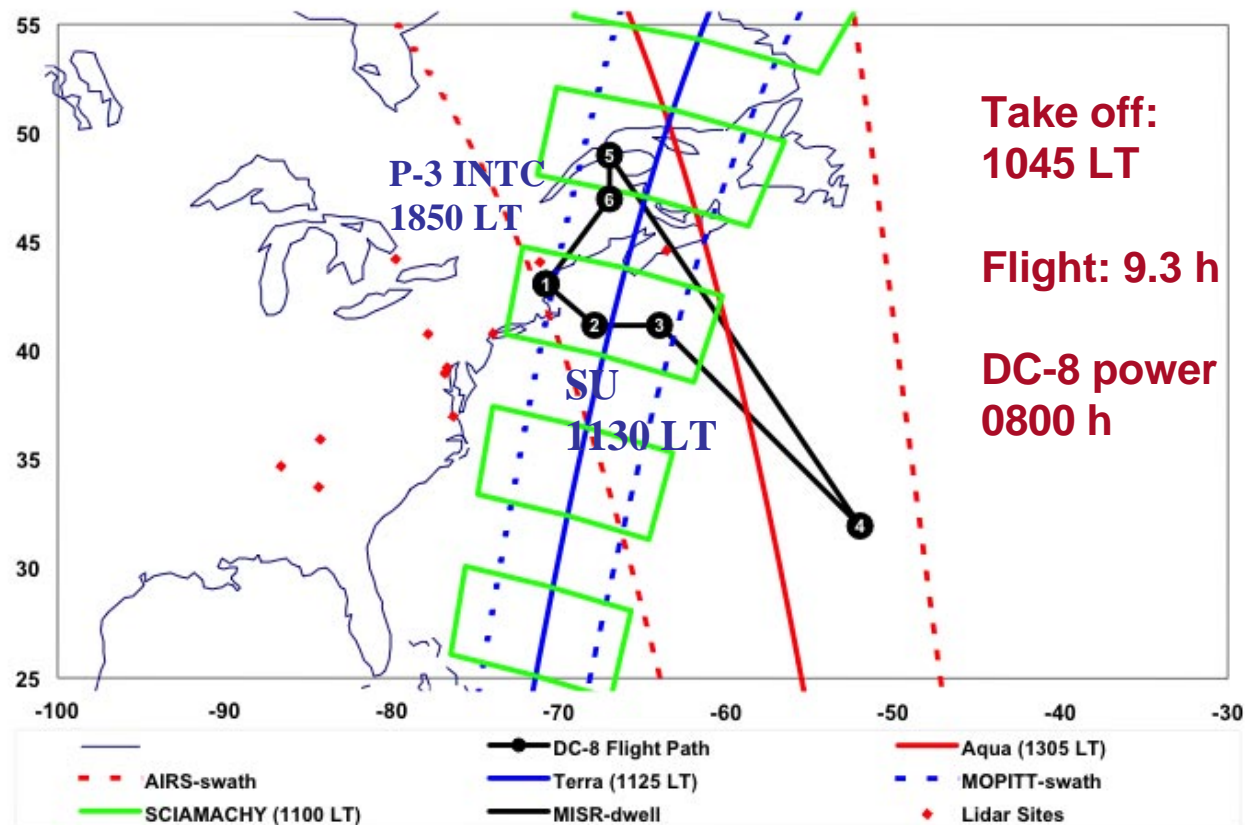 55
50
45
40
35
30
25
-100
-90
-80
-70
-60
-50
-40
-30
P-3 INTC
1850 LT
SU
1130 LT
5
6
1
2
3
4
Take off:
1045 LT
Flight: 9.3 h
DC-8 power
0800 h
DC-8 Flight Path
Aqua (1305 LT)
AIRS-swath
Terra (1125 LT)
MOPITT-swath
SCIAMACHY (1100 LT)
MISR-dwell
Lidar Sites